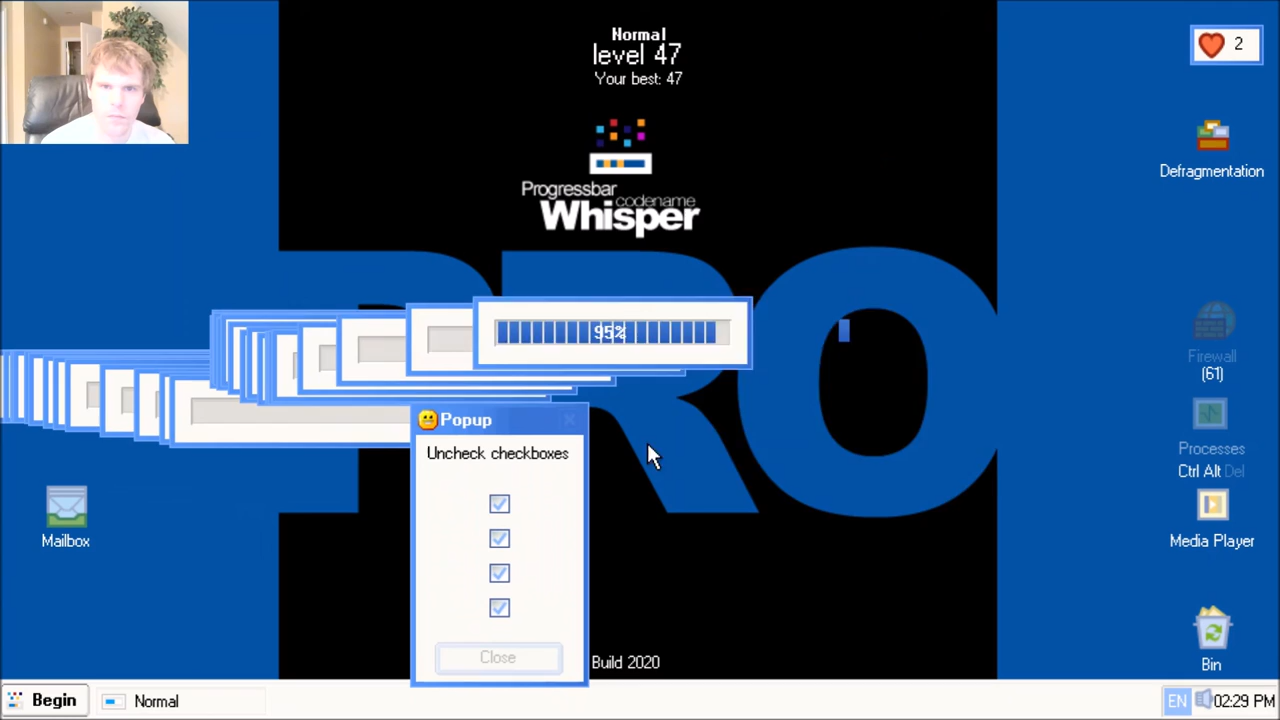 Normal
level 47
Your best: 47
2
Defragmentation
Progressbar
codename
Whisper
PRO
95%
Firewall
(61)
Popup
Uncheck checkboxes
Processes
Ctrl Alt Del
Mailbox
Media Player
Close
Build 2020
Bin
Begin
Normal
EN
02:29 PM